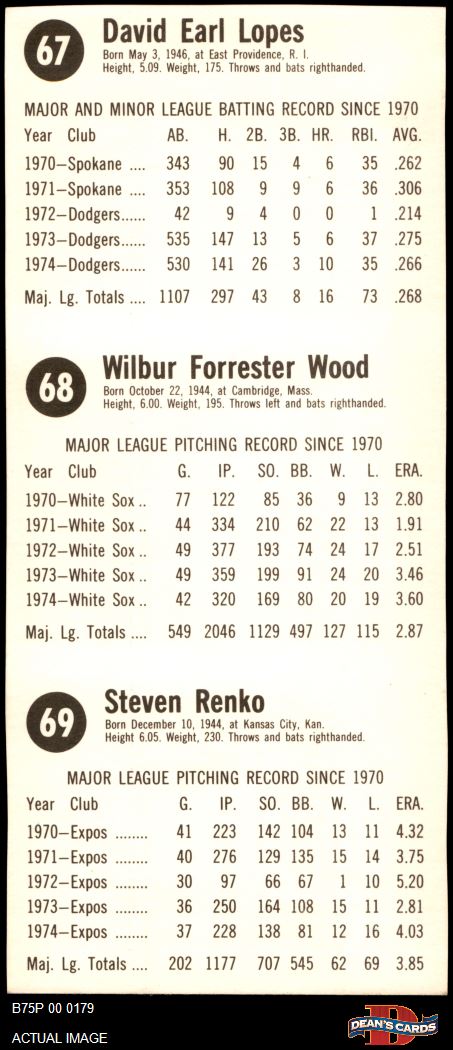 67
David Earl Lopes
Born May 3, 1946, at East Providence, R. I.
Height, 5.09. Weight, 175. Throws and bats righthanded.
MAJOR AND MINOR LEAGUE BATTING RECORD SINCE 1970
Year Club AB. H. 2B. 3B. HR. RBI. AVG.
1970—Spokane .... 343 90 15 4 6 35 .262
1971—Spokane .... 353 108 9 9 6 36 .306
1972—Dodgers...... 42 9 4 0 0 1 .214
1973—Dodgers...... 535 147 13 5 6 37 .275
1974—Dodgers...... 530 141 26 3 10 35 .266
Maj. Lg. Totals .... 1107 297 43 8 16 73 .268
68
Wilbur Forrester Wood
Born October 22, 1944, at Cambridge, Mass.
Height, 6.00. Weight, 195. Throws left and bats righthanded.
MAJOR LEAGUE PITCHING RECORD SINCE 1970
Year Club G. IP. SO. BB. W. L. ERA.
1970—White Sox .. 77 122 85 36 9 13 2.80
1971—White Sox .. 44 334 210 62 22 13 1.91
1972—White Sox .. 49 377 193 74 24 17 2.51
1973—White Sox .. 49 359 199 91 24 20 3.46
1974—White Sox .. 42 320 169 80 20 19 3.60
Maj. Lg. Totals .... 549 2046 1129 497 127 115 2.87
69
Steven Renko
Born December 10, 1944, at Kansas City, Kan.
Height 6.05. Weight, 230. Throws and bats righthanded.
MAJOR LEAGUE PITCHING RECORD SINCE 1970
Year Club G. IP. SO. BB. W. L. ERA.
1970—Expos ........ 41 223 142 104 13 11 4.32
1971—Expos ........ 40 276 129 135 15 14 3.75
1972—Expos ........ 30 97 66 67 1 10 5.20
1973—Expos ........ 36 250 164 108 15 11 2.81
1974—Expos ........ 37 228 138 81 12 16 4.03
Maj. Lg. Totals .... 202 1177 707 545 62 69 3.85
B75P 00 0179
ACTUAL IMAGE
D
DEAN'S CARDS